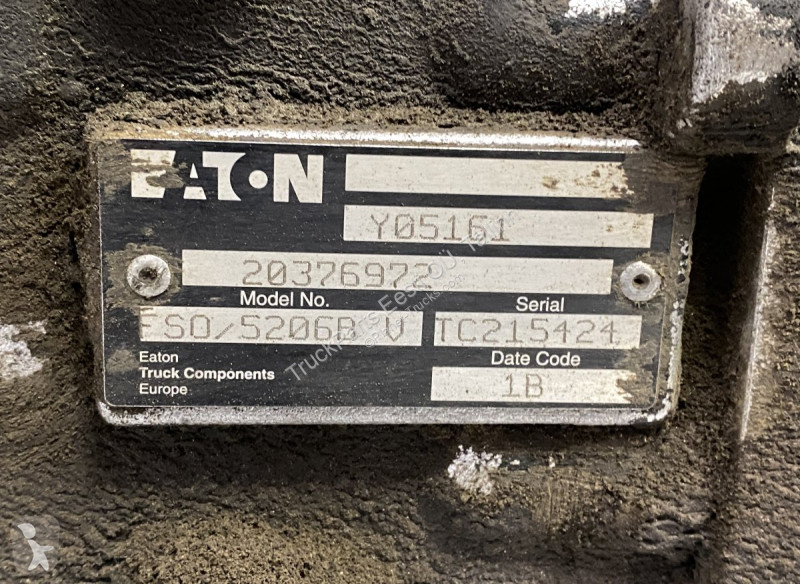 EATON
Y05161
20376972
Model No.
Serial
FSO/5206B V
TC215424
Eaton
Truck Components
Europe
Date Code
1B